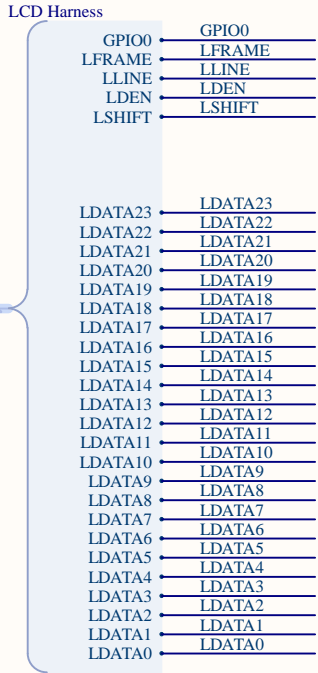 LCD Harness
GPIO0 GPIO0
LFRAME LFRAME
LLINE LLINE
LDEN LDEN
LSHIFT LSHIFT
LDATA23 LDATA23
LDATA22 LDATA22
LDATA21 LDATA21
LDATA20 LDATA20
LDATA19 LDATA19
LDATA18 LDATA18
LDATA17 LDATA17
LDATA16 LDATA16
LDATA15 LDATA15
LDATA14 LDATA14
LDATA13 LDATA13
LDATA12 LDATA12
LDATA11 LDATA11
LDATA10 LDATA10
LDATA9 LDATA9
LDATA8 LDATA8
LDATA7 LDATA7
LDATA6 LDATA6
LDATA5 LDATA5
LDATA4 LDATA4
LDATA3 LDATA3
LDATA2 LDATA2
LDATA1 LDATA1
LDATA0 LDATA0